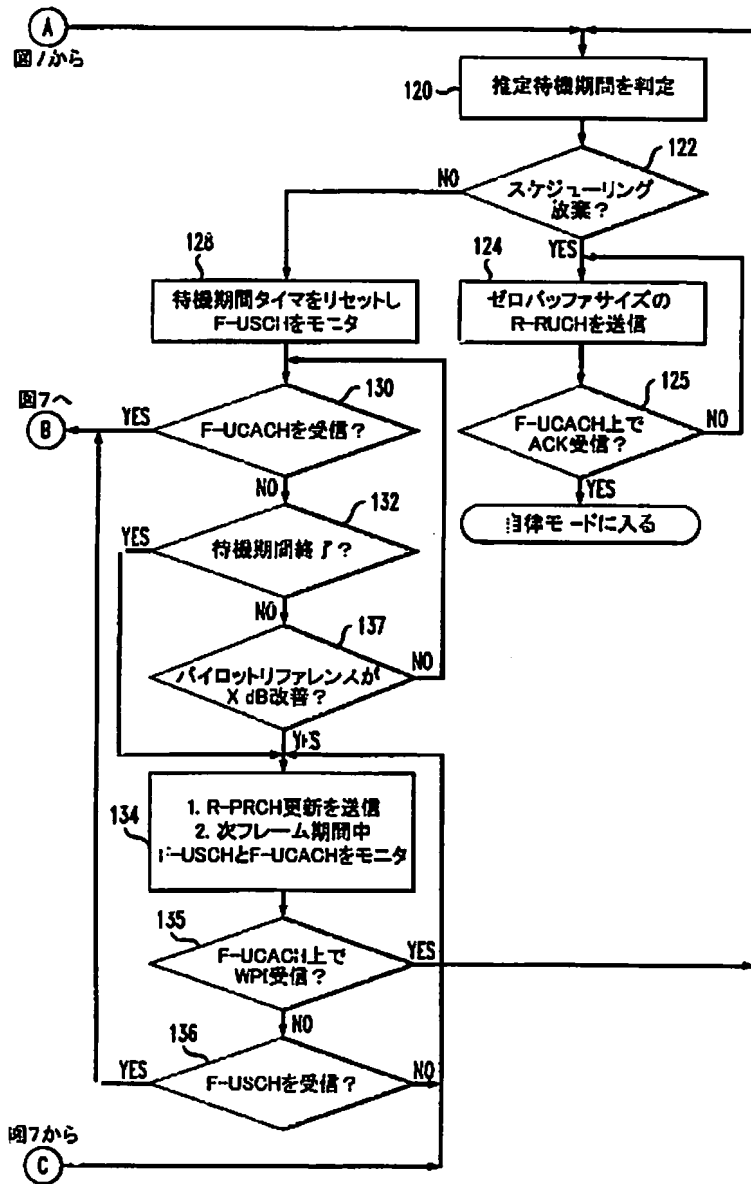 A
図7から
120
推定待機期間を判定
122
スケジューリング
放棄？
NO
YES
128
待機期間タイマをリセットし
F-USCHをモニタ
124
ゼロバッファサイズの
R-RUCHを送信
図7へ
B
YES
130
F-UCACHを受信？
125
F-UCACH上で
ACK受信？
NO
NO
YES
132
YES
待機期間終了？
自律モードに入る
NO
137
パイロットリファレンスが
X dB改善？
NO
YES
134
1. R-PRCH更新を送信
2. 次フレーム期間中
F-USCHとF-UCACHをモニタ
135
F-UCACH上で
WPI受信？
YES
NO
136
YES
F-USCHを受信？
NO
図7から
C